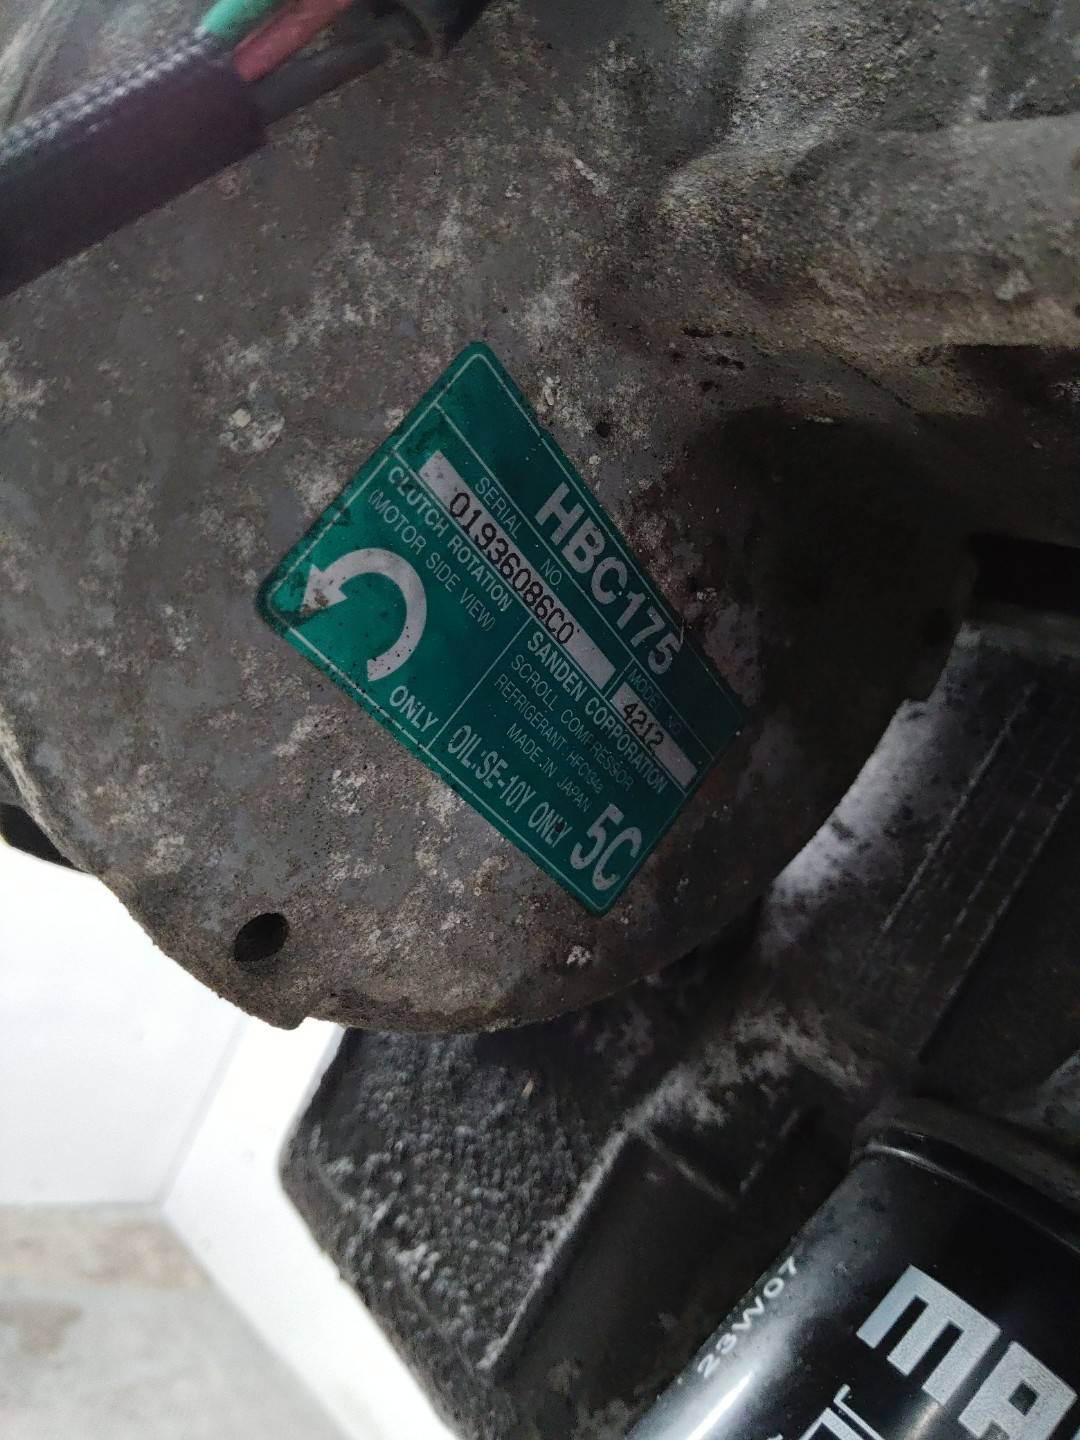 HBC175
SERIAL NO.
MODEL NO.
01936086C0
4212
CLUTCH ROTATION
(MOTOR SIDE VIEW)
ONLY
SANDEN CORPORATION
SCROLL COMPRESSOR
REFRIGERANT:HFC134a
MADE IN JAPAN
OIL:SE-10Y ONLY
5C
23W07